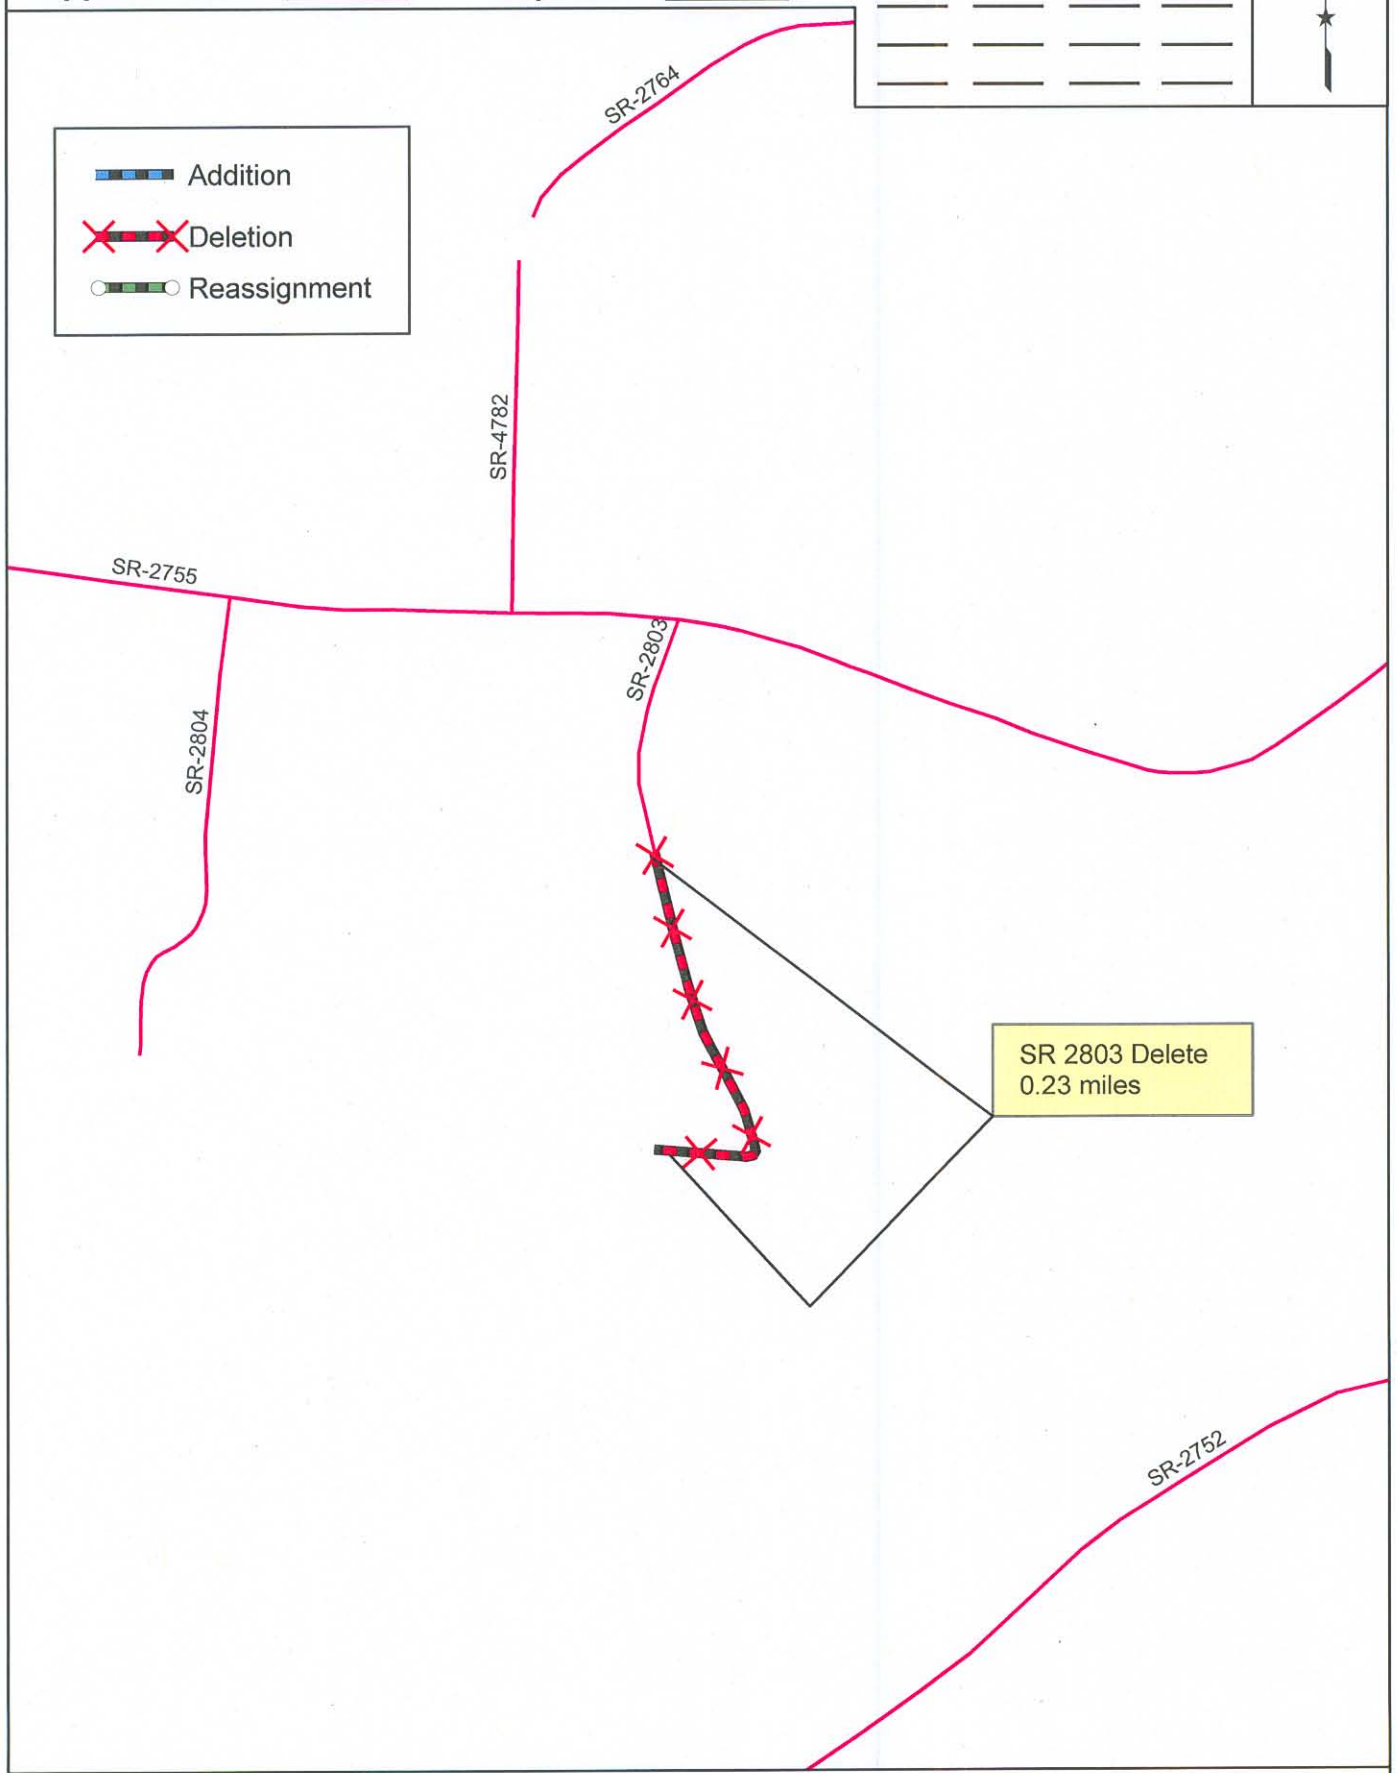 SR-2764
Addition
Deletion
Reassignment
SR-4782
SR-2755
SR-2803
SR-2804
SR 2803 Delete
0.23 miles
SR-2752